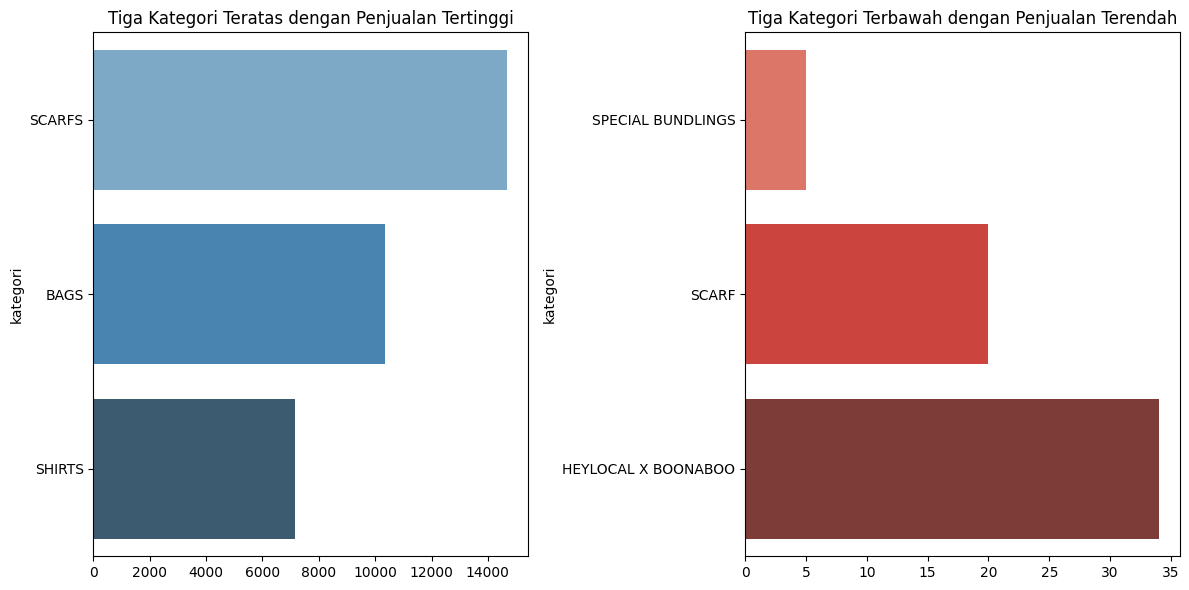 Tiga Kategori Teratas dengan Penjualan Tertinggi
kategori
SCARFS
BAGS
SHIRTS
0 2000 4000 6000 8000 10000 12000 14000
Tiga Kategori Terbawah dengan Penjualan Terendah
kategori
SPECIAL BUNDLINGS
SCARF
HEYLOCAL X BOONABOO
0 5 10 15 20 25 30 35